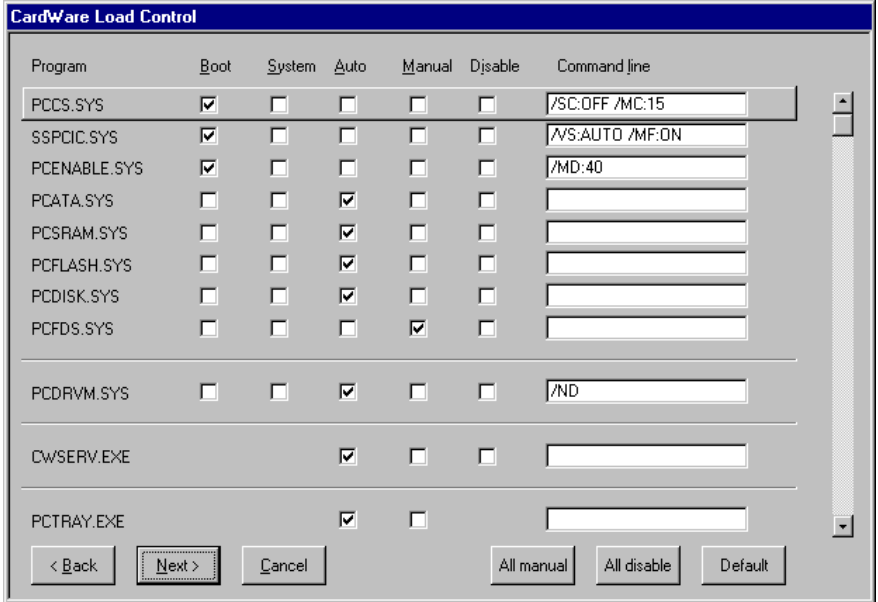 CardWare Load Control
Program Boot System Auto Manual Disable Command line
PCCS.SYS /SC:OFF /MC:15
SSPCIC.SYS /VS:AUTO /MF:ON
PCENABLE.SYS /MD:40
PCATA.SYS
PCSRAM.SYS
PCFLASH.SYS
PCDISK.SYS
PCFDS.SYS
PCDRVM.SYS /ND
CWSERV.EXE
PCTRAY.EXE
< Back Next > Cancel All manual All disable Default